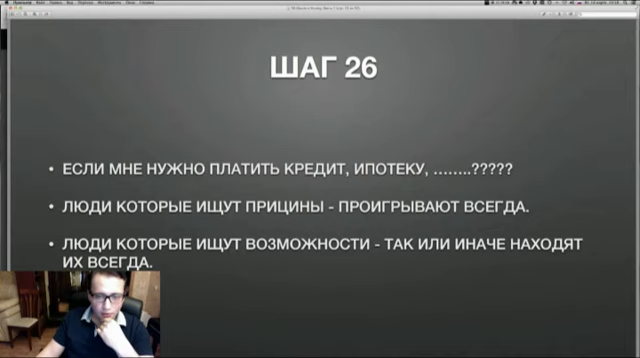 ШАГ 26
• ЕСЛИ МНЕ НУЖНО ПЛАТИТЬ КРЕДИТ, ИПОТЕКУ, ........?????
• ЛЮДИ КОТОРЫЕ ИЩУТ ПРИЦИНЫ - ПРОИГРЫВАЮТ ВСЕГДА.
• ЛЮДИ КОТОРЫЕ ИЩУТ ВОЗМОЖНОСТИ - ТАК ИЛИ ИНАЧЕ НАХОДЯТ
ИХ ВСЕГДА.